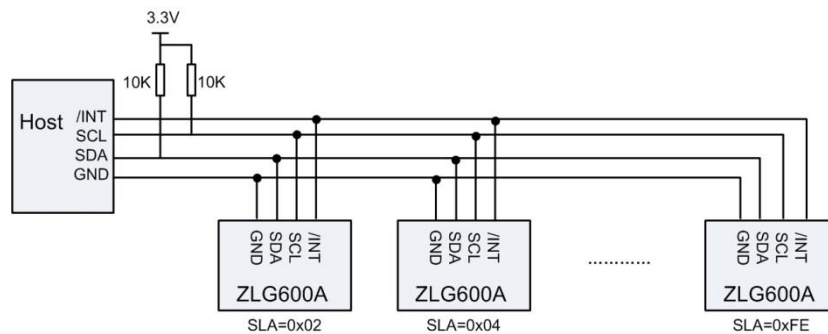 3.3V
10K 10K
Host
/INT
SCL
SDA
GND
GND SDA SCL /INT
ZLG600A
SLA=0x02
GND SDA SCL /INT
ZLG600A
SLA=0x04
............
GND SDA SCL /INT
ZLG600A
SLA=0xFE